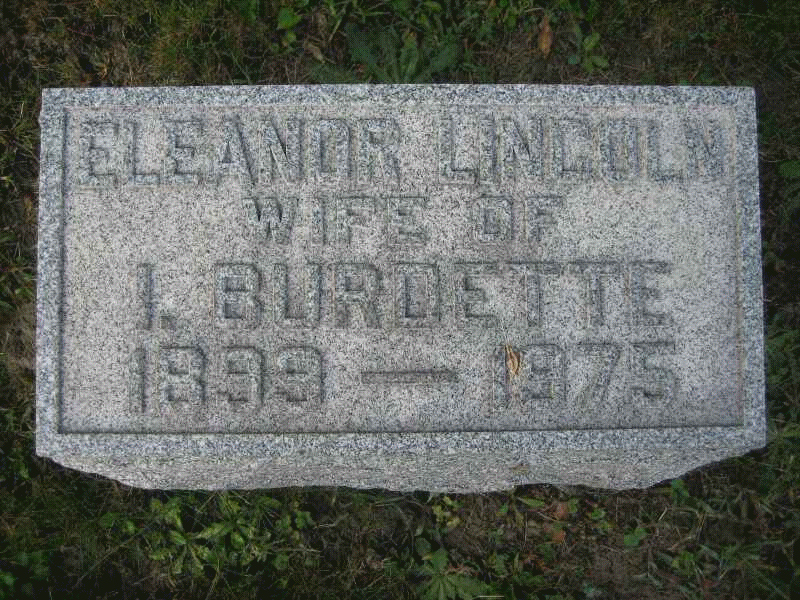 ELEANOR LINCOLN
WIFE OF
I. BURDETTE
1899 — 1975